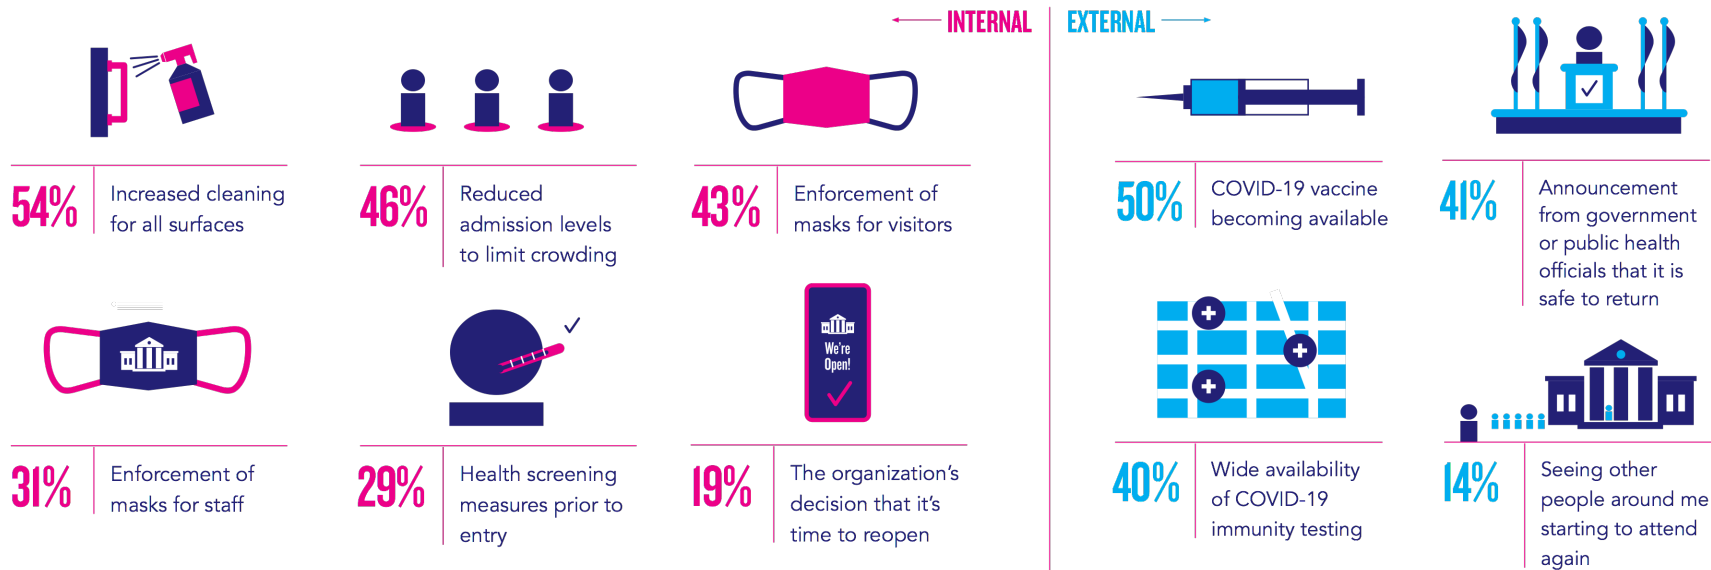 INTERNAL
EXTERNAL
54%
Increased cleaning
for all surfaces
46%
Reduced
admission levels
to limit crowding
43%
Enforcement of
masks for visitors
50%
COVID-19 vaccine
becoming available
41%
Announcement
from government
or public health
officials that it is
safe to return
We're
Open!
31%
Enforcement of
masks for staff
29%
Health screening
measures prior to
entry
19%
The organization's
decision that it's
time to reopen
40%
Wide availability
of COVID-19
immunity testing
14%
Seeing other
people around me
starting to attend
again